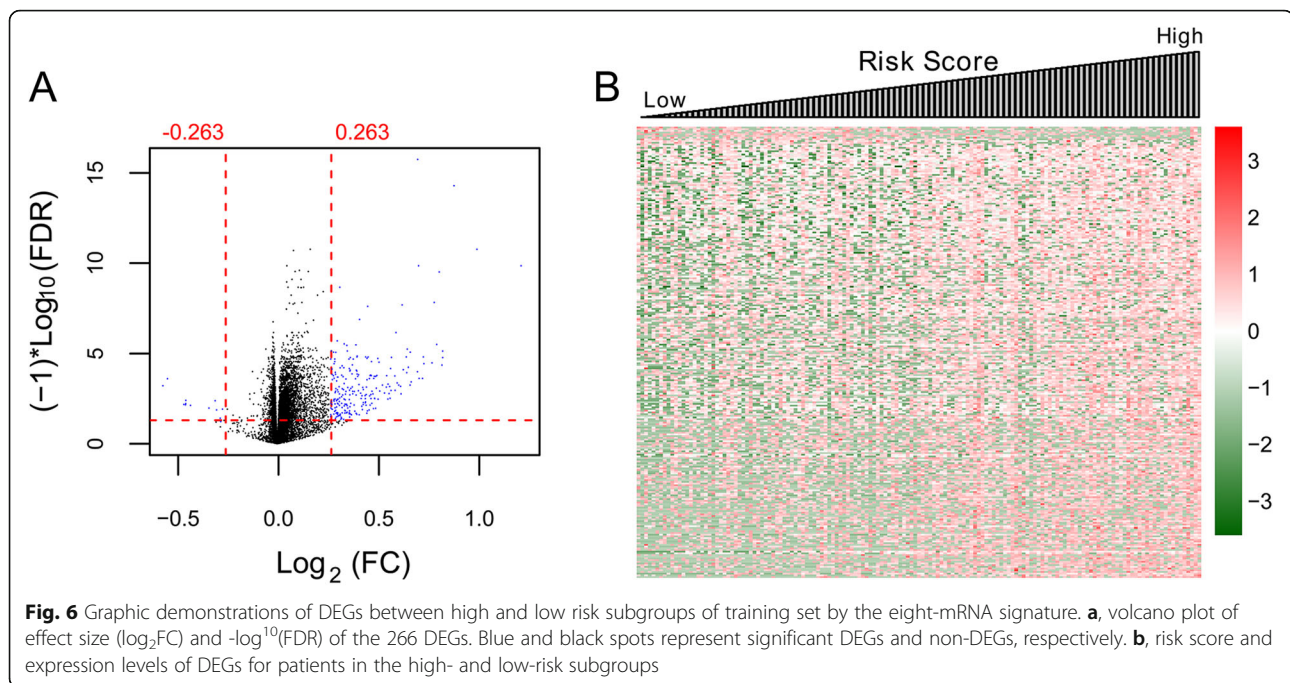 A
-0.263
0.263
(−1)*Log10(FDR)
15
10
5
0
−0.5
0.0
0.5
1.0
Log2 (FC)
B
Low
Risk Score
High
3
2
1
0
−1
−2
−3
Fig. 6 Graphic demonstrations of DEGs between high and low risk subgroups of training set by the eight-mRNA signature. a, volcano plot of
effect size (log2FC) and -log10(FDR) of the 266 DEGs. Blue and black spots represent significant DEGs and non-DEGs, respectively. b, risk score and
expression levels of DEGs for patients in the high- and low-risk subgroups